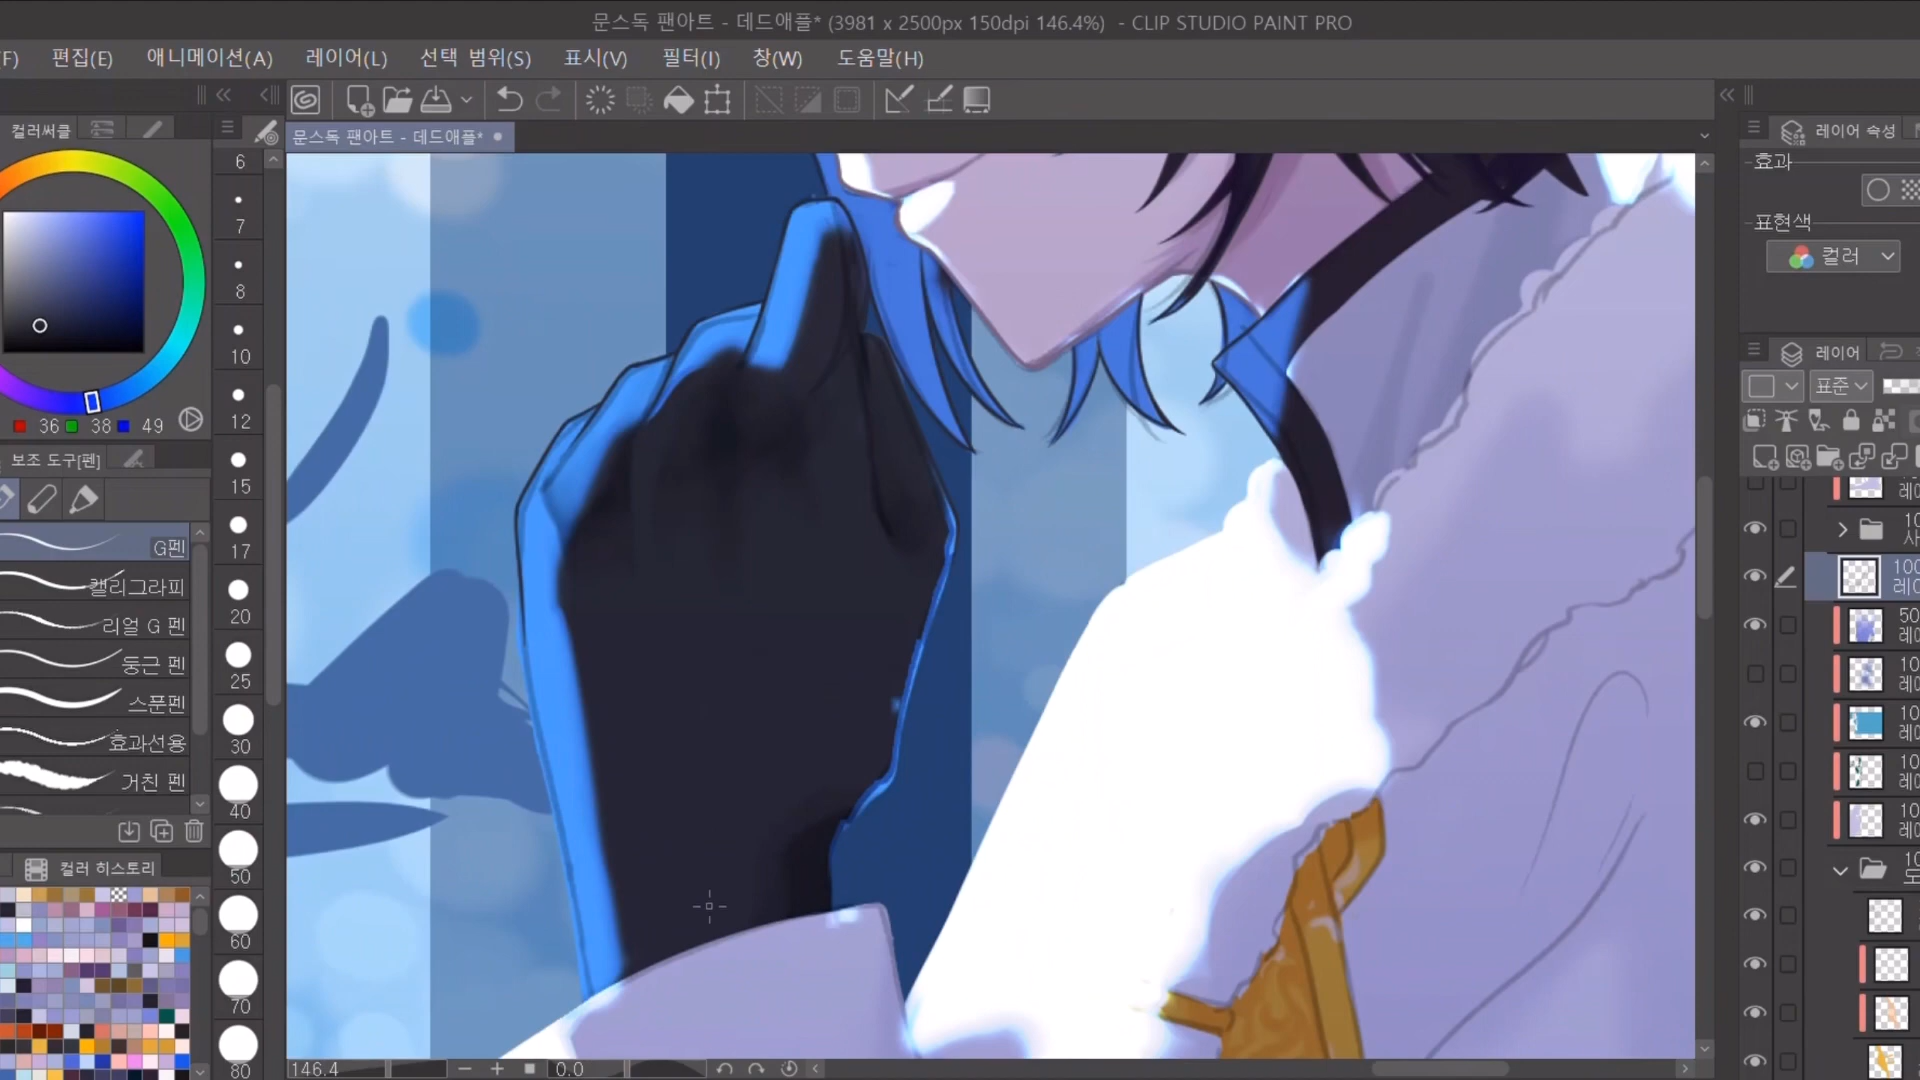 문스독 팬아트 - 데드애플* (3981 x 2500px 150dpi 146.4%) - CLIP STUDIO PAINT PRO
F) 편집(E) 애니메이션(A) 레이어(L) 선택 범위(S) 표시(V) 필터(I) 창(W) 도움말(H)
컬러써클
문스독 팬아트 - 데드애플*
36 38 49
보조 도구[펜]
G펜
캘리그라피
리얼 G 펜
둥근 펜
스푼펜
효과선용
거친 펜
컬러 히스토리
6
7
8
10
12
15
17
20
25
30
40
50
60
70
80
146.4
0.0
레이어 속성
효과
표현색
컬러
레이어
표준